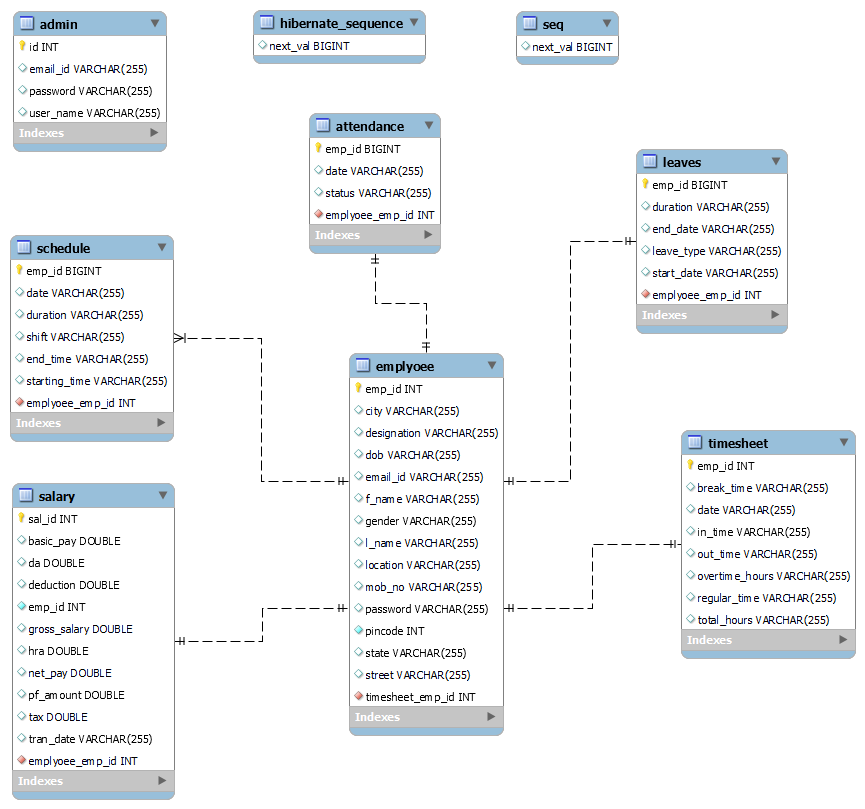 admin
id INT
email_id VARCHAR(255)
password VARCHAR(255)
user_name VARCHAR(255)
Indexes
hibernate_sequence
next_val BIGINT
seq
next_val BIGINT
attendance
emp_id BIGINT
date VARCHAR(255)
status VARCHAR(255)
emplyoee_emp_id INT
Indexes
leaves
emp_id BIGINT
duration VARCHAR(255)
end_date VARCHAR(255)
leave_type VARCHAR(255)
start_date VARCHAR(255)
emplyoee_emp_id INT
Indexes
schedule
emp_id BIGINT
date VARCHAR(255)
duration VARCHAR(255)
shift VARCHAR(255)
end_time VARCHAR(255)
starting_time VARCHAR(255)
emplyoee_emp_id INT
Indexes
emplyoee
emp_id INT
city VARCHAR(255)
designation VARCHAR(255)
dob VARCHAR(255)
email_id VARCHAR(255)
f_name VARCHAR(255)
gender VARCHAR(255)
l_name VARCHAR(255)
location VARCHAR(255)
mob_no VARCHAR(255)
password VARCHAR(255)
pincode INT
state VARCHAR(255)
street VARCHAR(255)
timesheet_emp_id INT
Indexes
timesheet
emp_id INT
break_time VARCHAR(255)
date VARCHAR(255)
in_time VARCHAR(255)
out_time VARCHAR(255)
overtime_hours VARCHAR(255)
regular_time VARCHAR(255)
total_hours VARCHAR(255)
Indexes
salary
sal_id INT
basic_pay DOUBLE
da DOUBLE
deduction DOUBLE
emp_id INT
gross_salary DOUBLE
hra DOUBLE
net_pay DOUBLE
pf_amount DOUBLE
tax DOUBLE
tran_date VARCHAR(255)
emplyoee_emp_id INT
Indexes